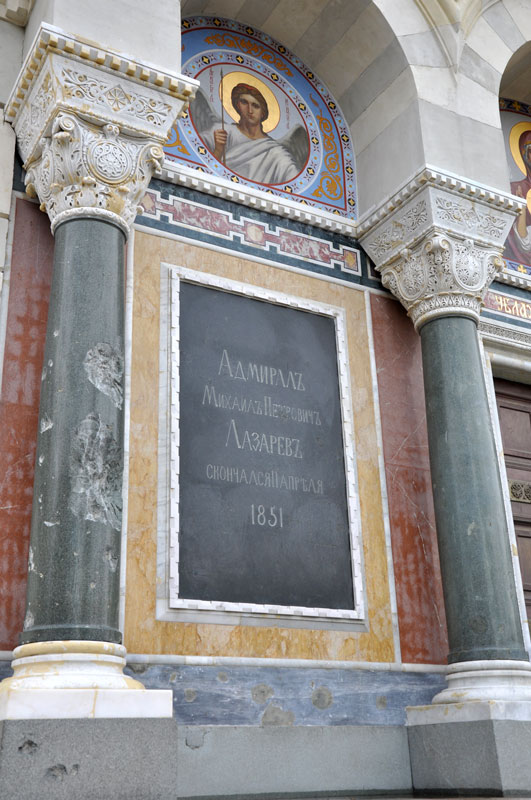 АДМИРАЛЪ
МИХАИЛЪ ПЕТРОВИЧЪ
ЛАЗАРЕВЪ
СКОНЧАЛСЯ 11 АПРѢЛЯ
1851